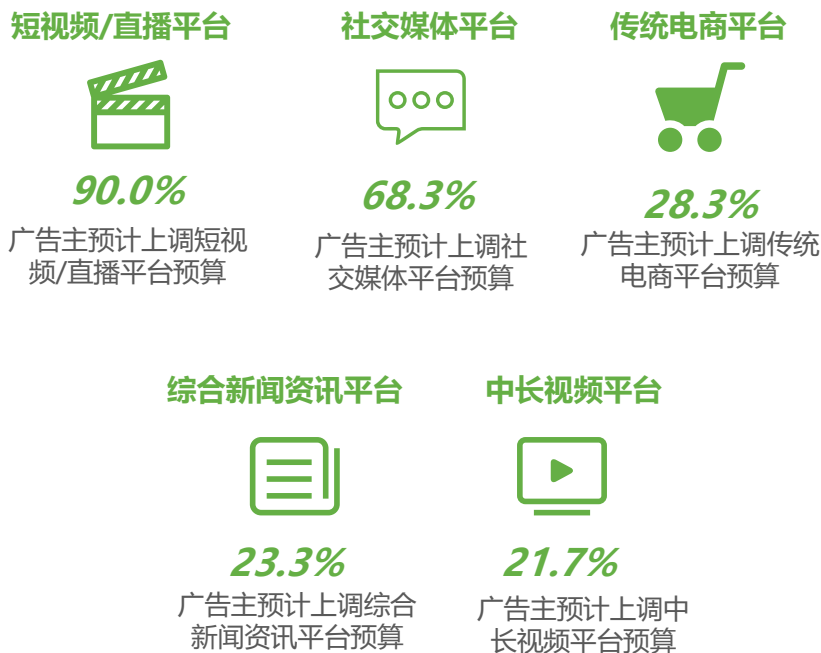 短视频/直播平台
社交媒体平台
传统电商平台
90.0%
68.3%
28.3%
广告主预计上调短视
频/直播平台预算
广告主预计上调社
交媒体平台预算
广告主预计上调传统
电商平台预算
综合新闻资讯平台
中长视频平台
23.3%
21.7%
广告主预计上调综合
新闻资讯平台预算
广告主预计上调中
长视频平台预算